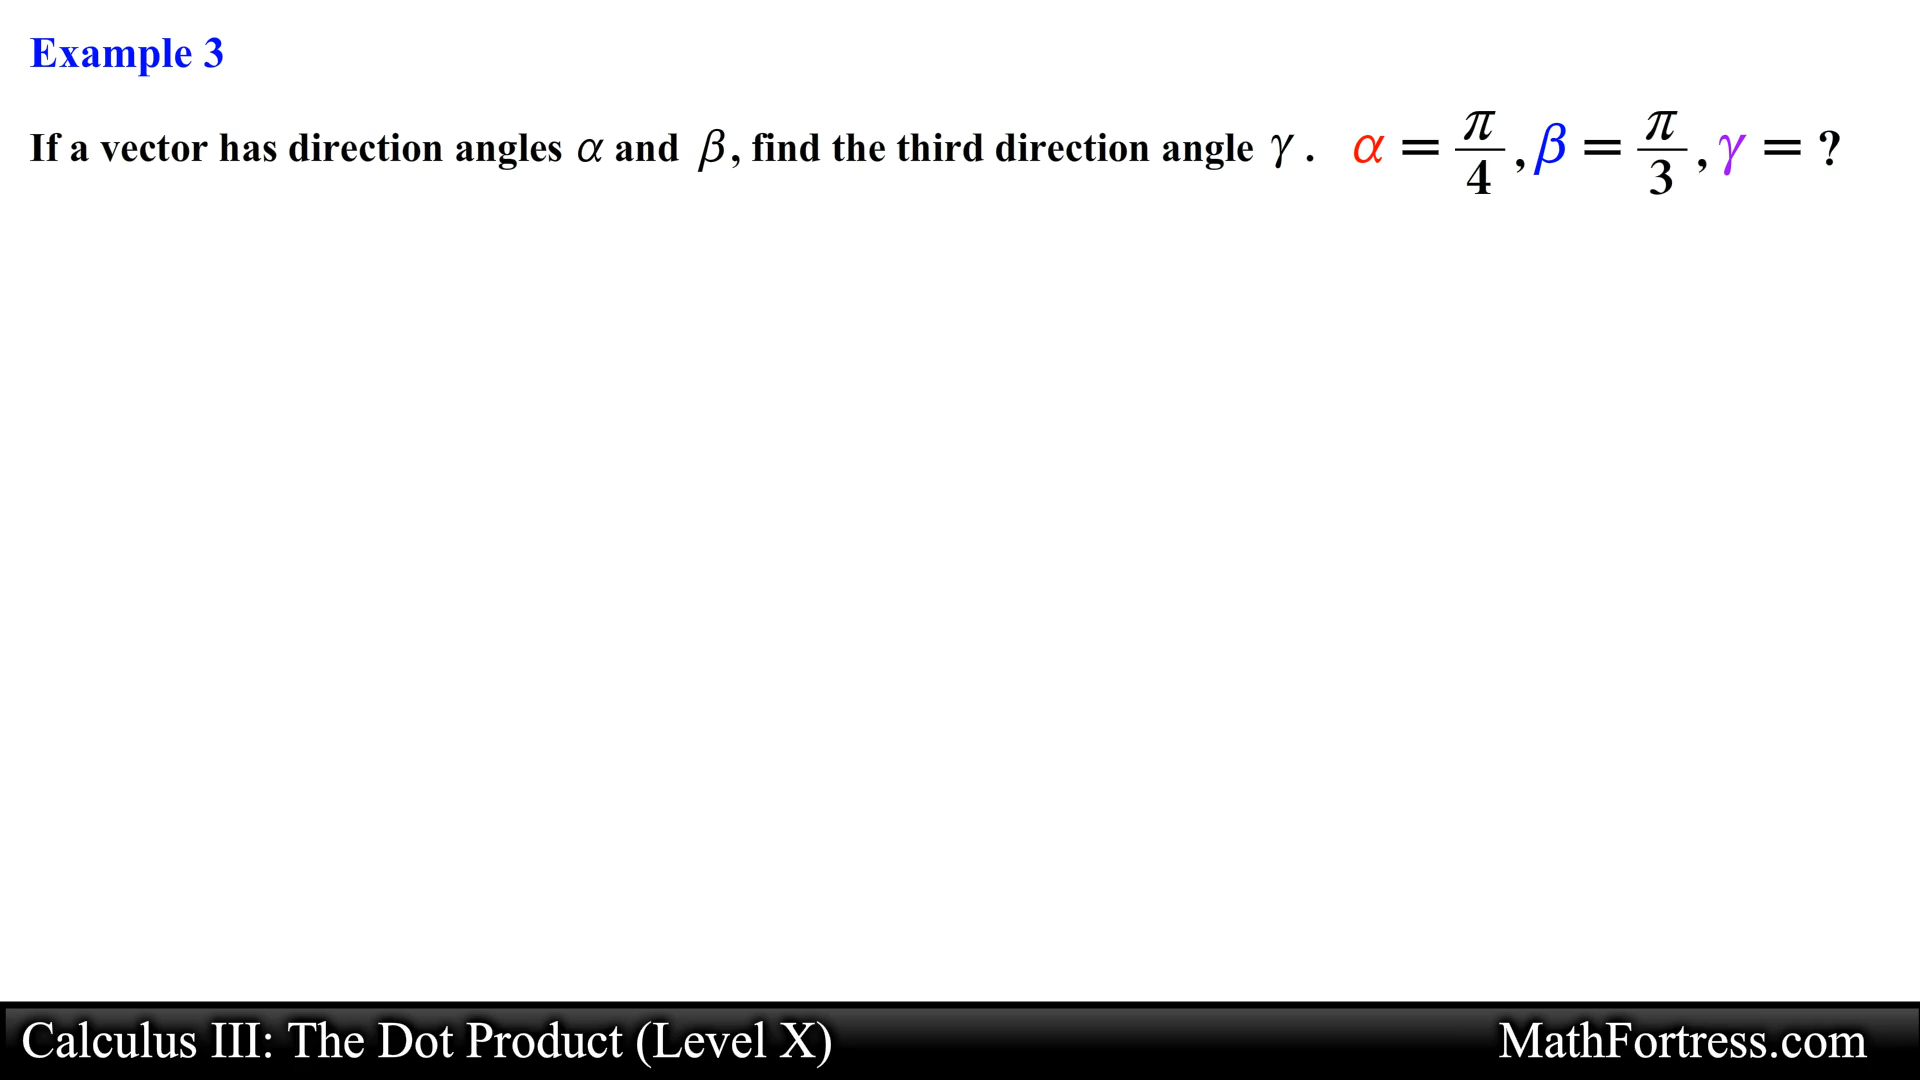 Example 3
If a vector has direction angles α and β, find the third direction angle γ. α = π/4, β = π/3, γ = ?
Calculus III: The Dot Product (Level X)
MathFortress.com